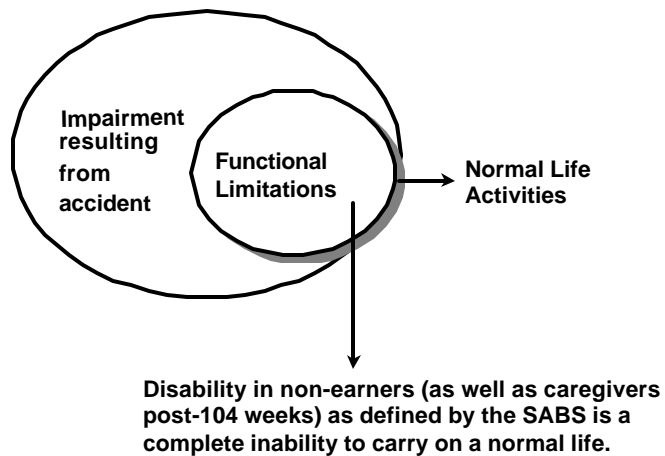 Impairment
resulting
from
accident
Functional
Limitations
Normal Life
Activities
Disability in non-earners (as well as caregivers
post-104 weeks) as defined by the SABS is a
complete inability to carry on a normal life.